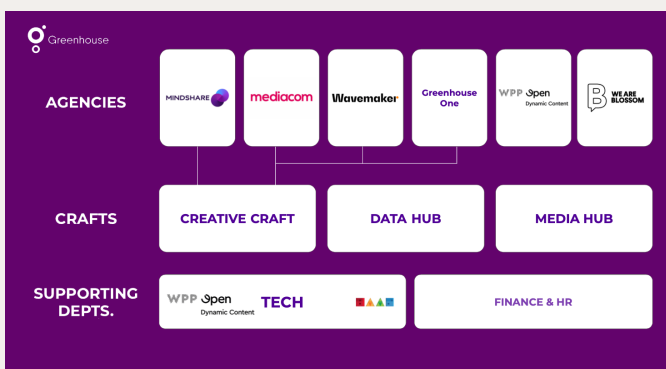 Greenhouse
AGENCIES
MINDSHARE
mediacom
Wavemaker
Greenhouse
One
WPP Open
Dynamic Content
B WE ARE
BLOSSOM
CRAFTS
CREATIVE CRAFT
DATA HUB
MEDIA HUB
SUPPORTING
DEPTS.
WPP Open
Dynamic Content
TECH
FINANCE & HR